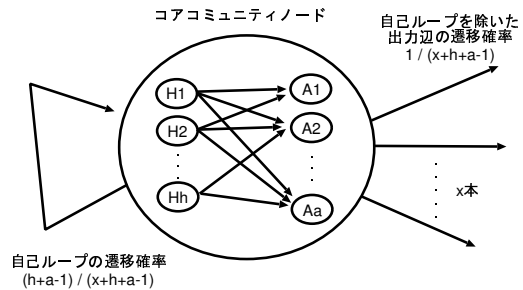 コアコミュニティノード
自己ループを除いた
出力辺の遷移確率
1 / (x+h+a-1)
H1
A1
H2
A2
Hh
Aa
x本
自己ループの遷移確率
(h+a-1) / (x+h+a-1)